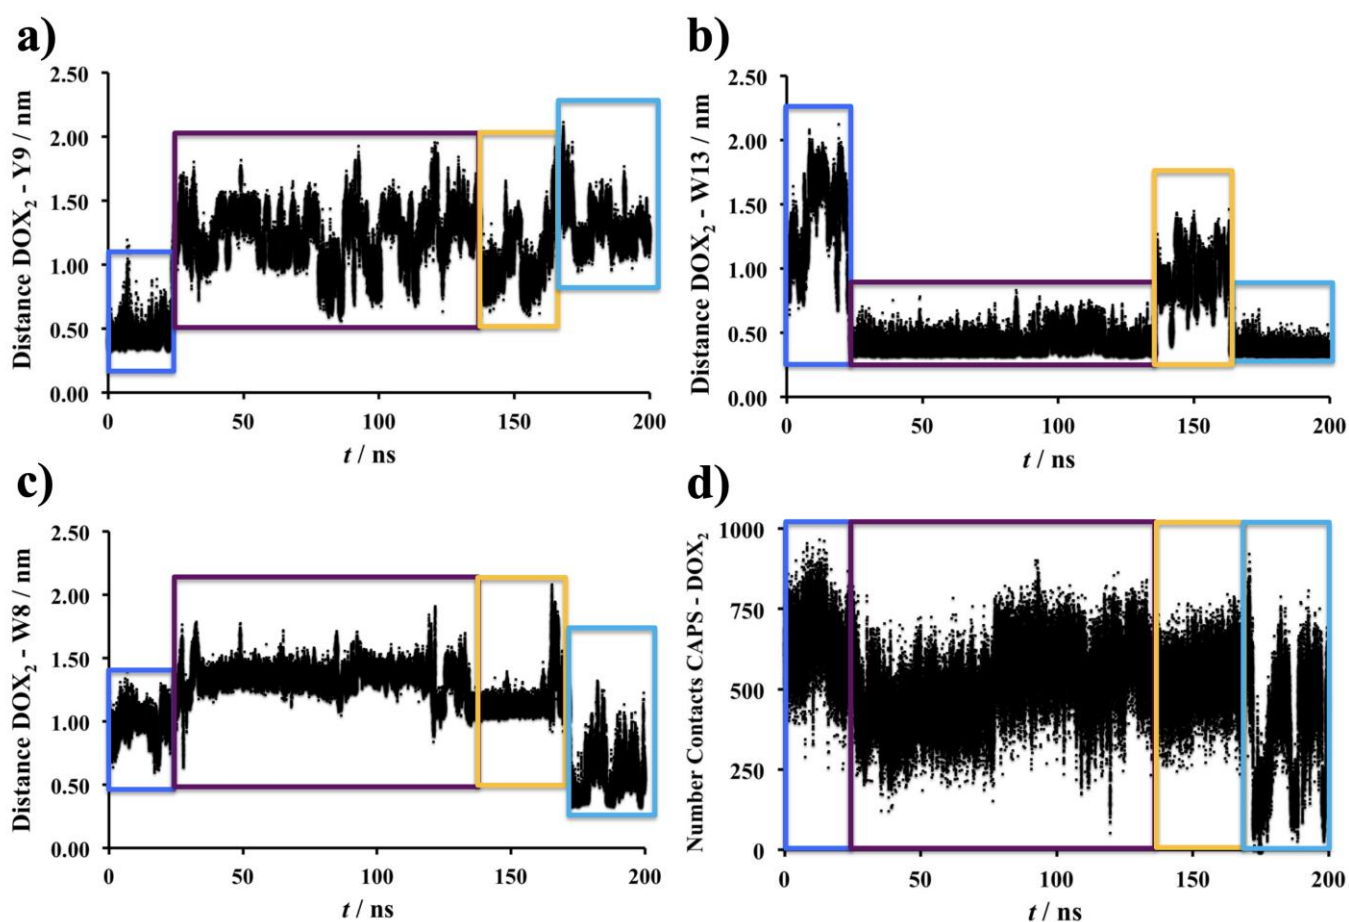 a)
Distance DOX₂ - Y9 / nm
2.50
2.00
1.50
1.00
0.50
0.00
0 50 100 150 200
t / ns
b)
Distance DOX₂ - W13 / nm
2.50
2.00
1.50
1.00
0.50
0.00
0 50 100 150 200
t / ns
c)
Distance DOX₂ - W8 / nm
2.50
2.00
1.50
1.00
0.50
0.00
0 50 100 150 200
t / ns
d)
Number Contacts CAPS - DOX₂
1000
750
500
250
0
0 50 100 150 200
t / ns